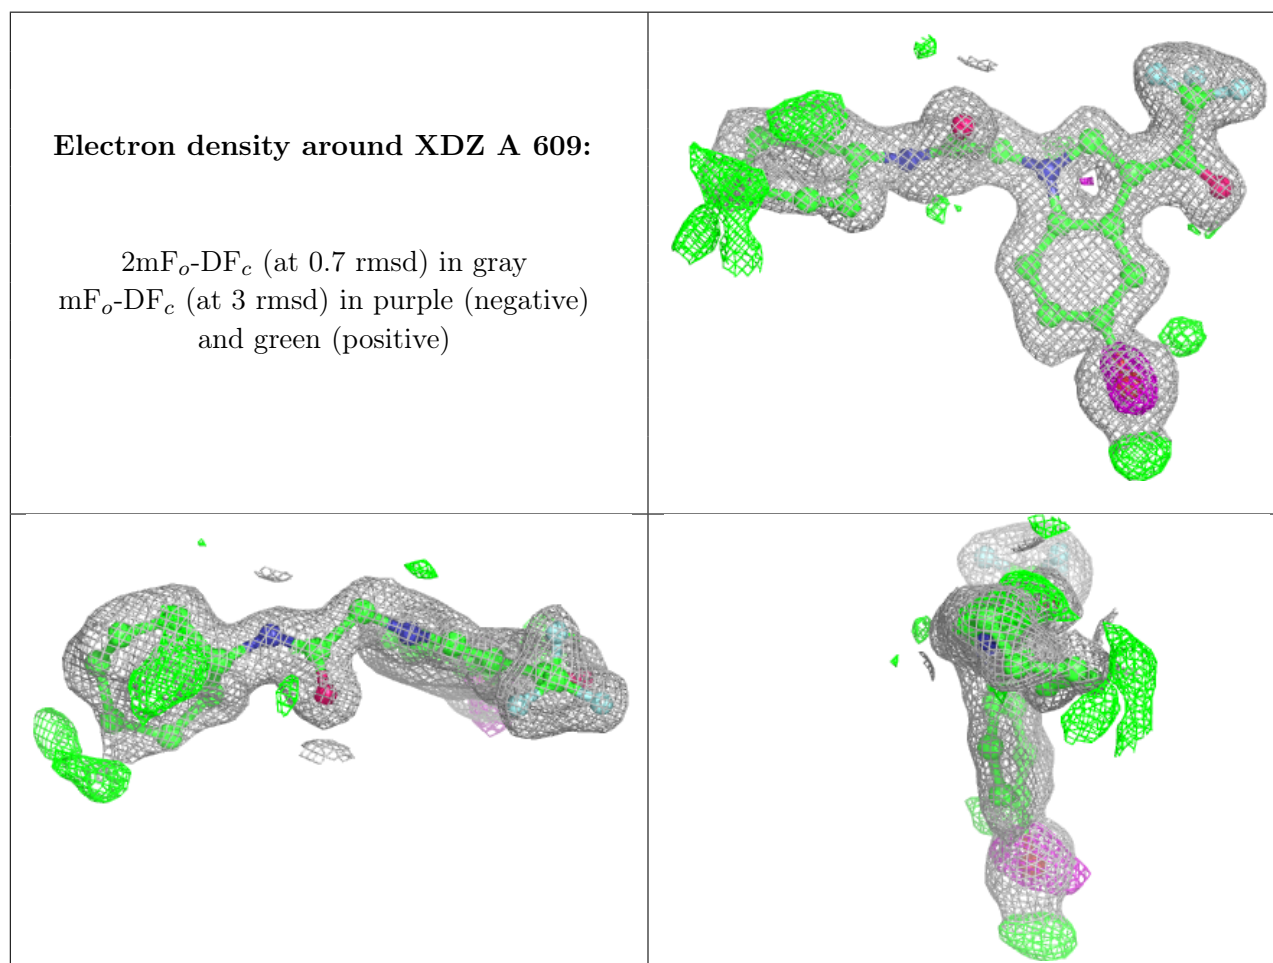 Electron density around XDZ A 609:
2mFo-DFc (at 0.7 rmsd) in gray
mFo-DFc (at 3 rmsd) in purple (negative)
and green (positive)